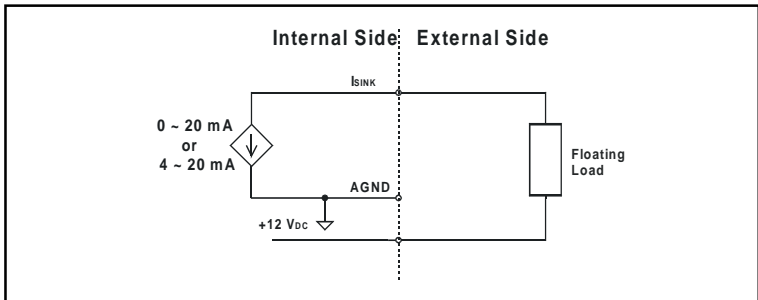 Internal Side External Side
ISINK
0 ~ 20 mA
or
4 ~ 20 mA
Floating
Load
AGND
+12 VDC